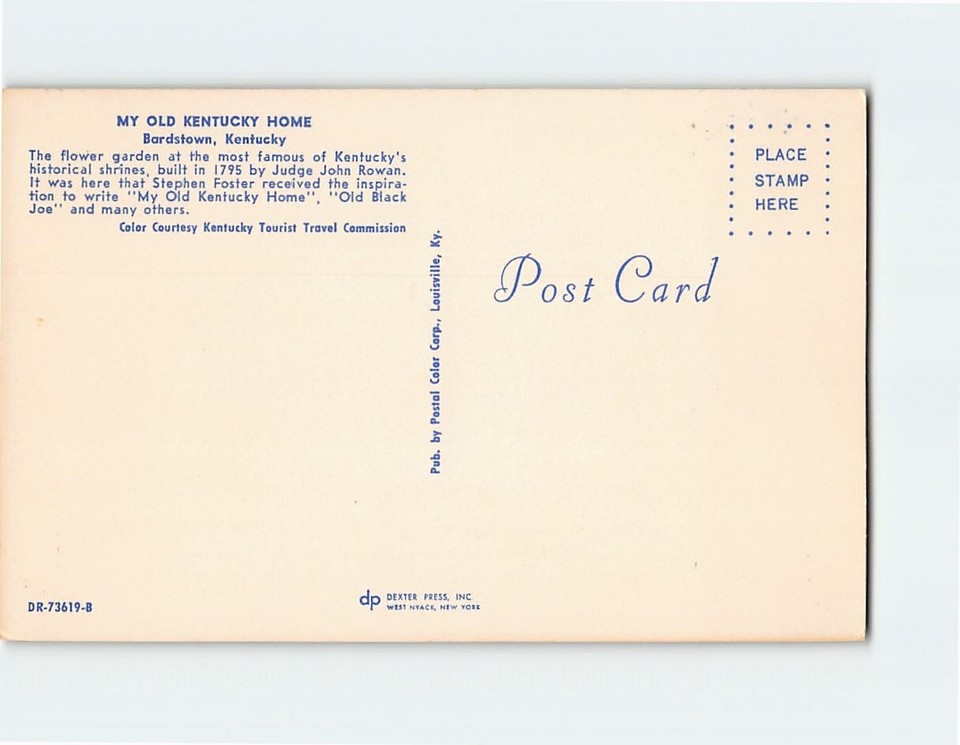 MY OLD KENTUCKY HOME
Bardstown, Kentucky
The flower garden at the most famous of Kentucky's
historical shrines, built in 1795 by Judge John Rowan.
It was here that Stephen Foster received the inspira-
tion to write "My Old Kentucky Home", "Old Black
Joe" and many others.
Color Courtesy Kentucky Tourist Travel Commission
Pub. by Postal Color Corp., Louisville, Ky.
PLACE
STAMP
HERE
Post Card
DR-73619-B
dp DEXTER PRESS, INC.
WEST NYACK, NEW YORK